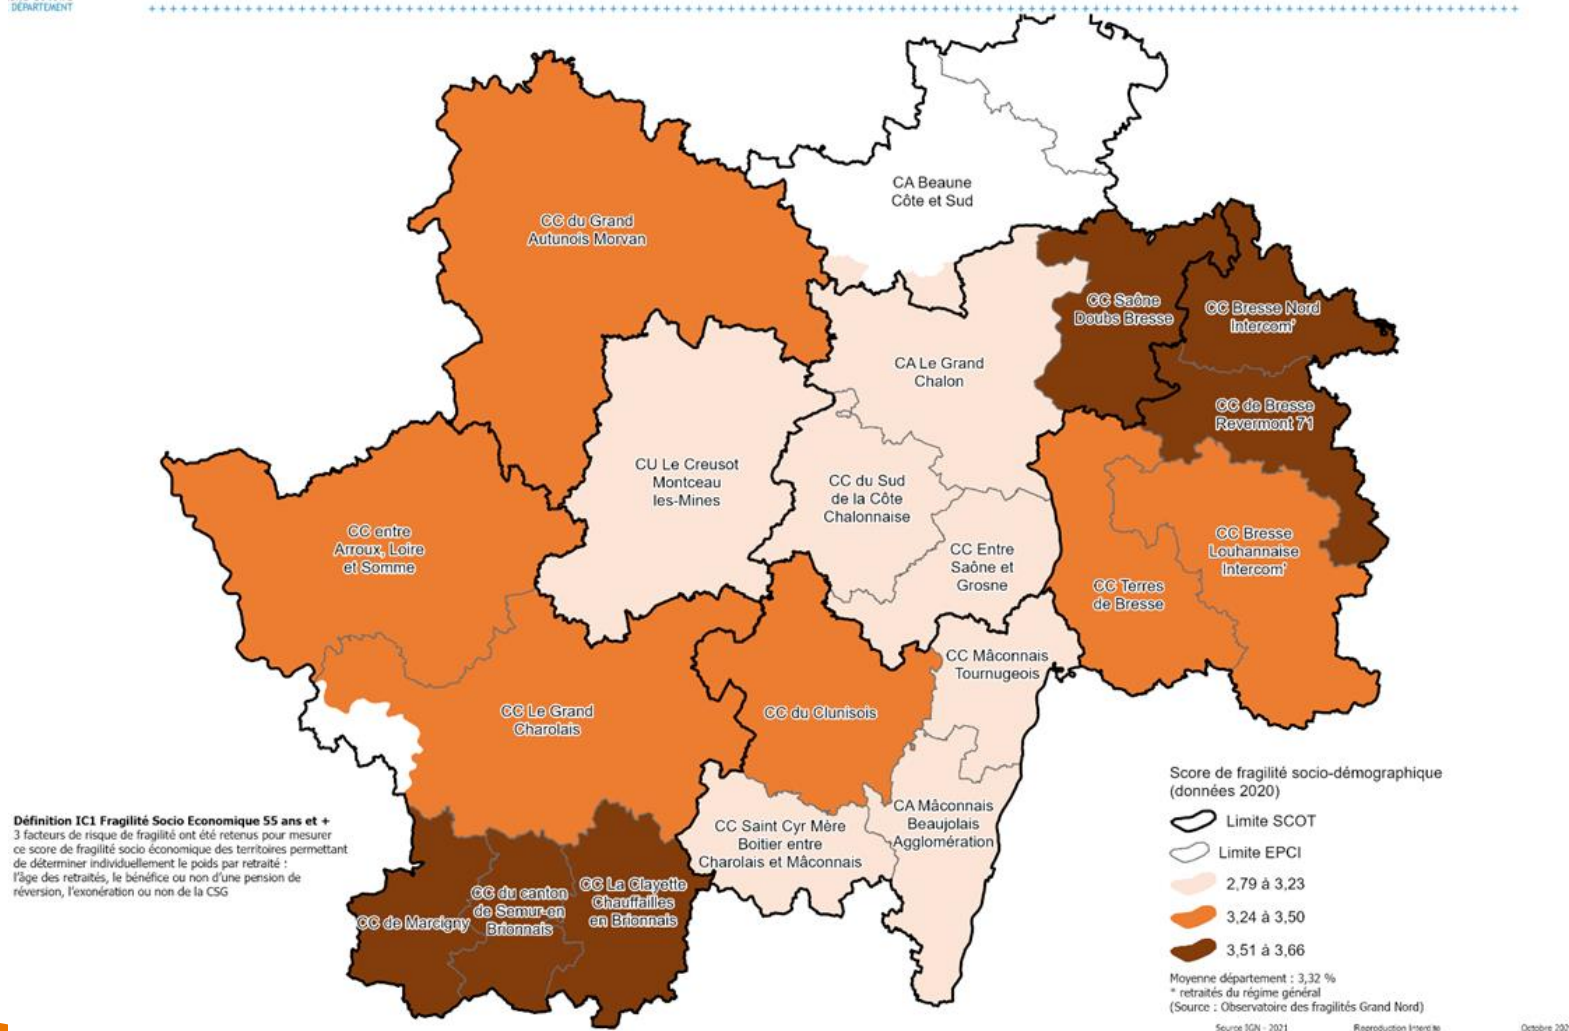 DÉPARTEMENT
CA Beaune
Côte et Sud
CC du Grand
Autunois Morvan
CC Saône
Doubs Bresse
CC Bresse Nord
Intercom'
CA Le Grand
Chalon
CC de Bresse
Revermont 71
CU Le Creusot
Montceau
les-Mines
CC du Sud
de la Côte
Chalonnaise
CC entre
Arroux, Loire
et Somme
CC Entre
Saône et
Grosne
CC Bresse
Louhannaise
Intercom'
CC Terres
de Bresse
CC Mâconnais
Tournugeois
CC Le Grand
Charolais
CC du Clunisois
CA Mâconnais
Beaujolais
Agglomération
CC Saint Cyr Mère
Boitier entre
Charolais et Mâconnais
CC de Marcigny
CC du canton
de Semur-en
Brionnais
CC La Clayette
Chauffailles
en Brionnais
Définition IC1 Fragilité Socio Economique 55 ans et +
3 facteurs de risque de fragilité ont été retenus pour mesurer
ce score de fragilité socio économique des territoires permettant
de déterminer individuellement le poids par retraité :
l'âge des retraités, le bénéfice ou non d'une pension de
réversion, l'exonération ou non de la CSG
Score de fragilité socio-démographique
(données 2020)
Limite SCOT
Limite EPCI
2,79 à 3,23
3,24 à 3,50
3,51 à 3,66
Moyenne département : 3,32 %
* retraités du régime général
(Source : Observatoire des fragilités Grand Nord)
Source IGN - 2021
Reproduction interdite
Octobre 202